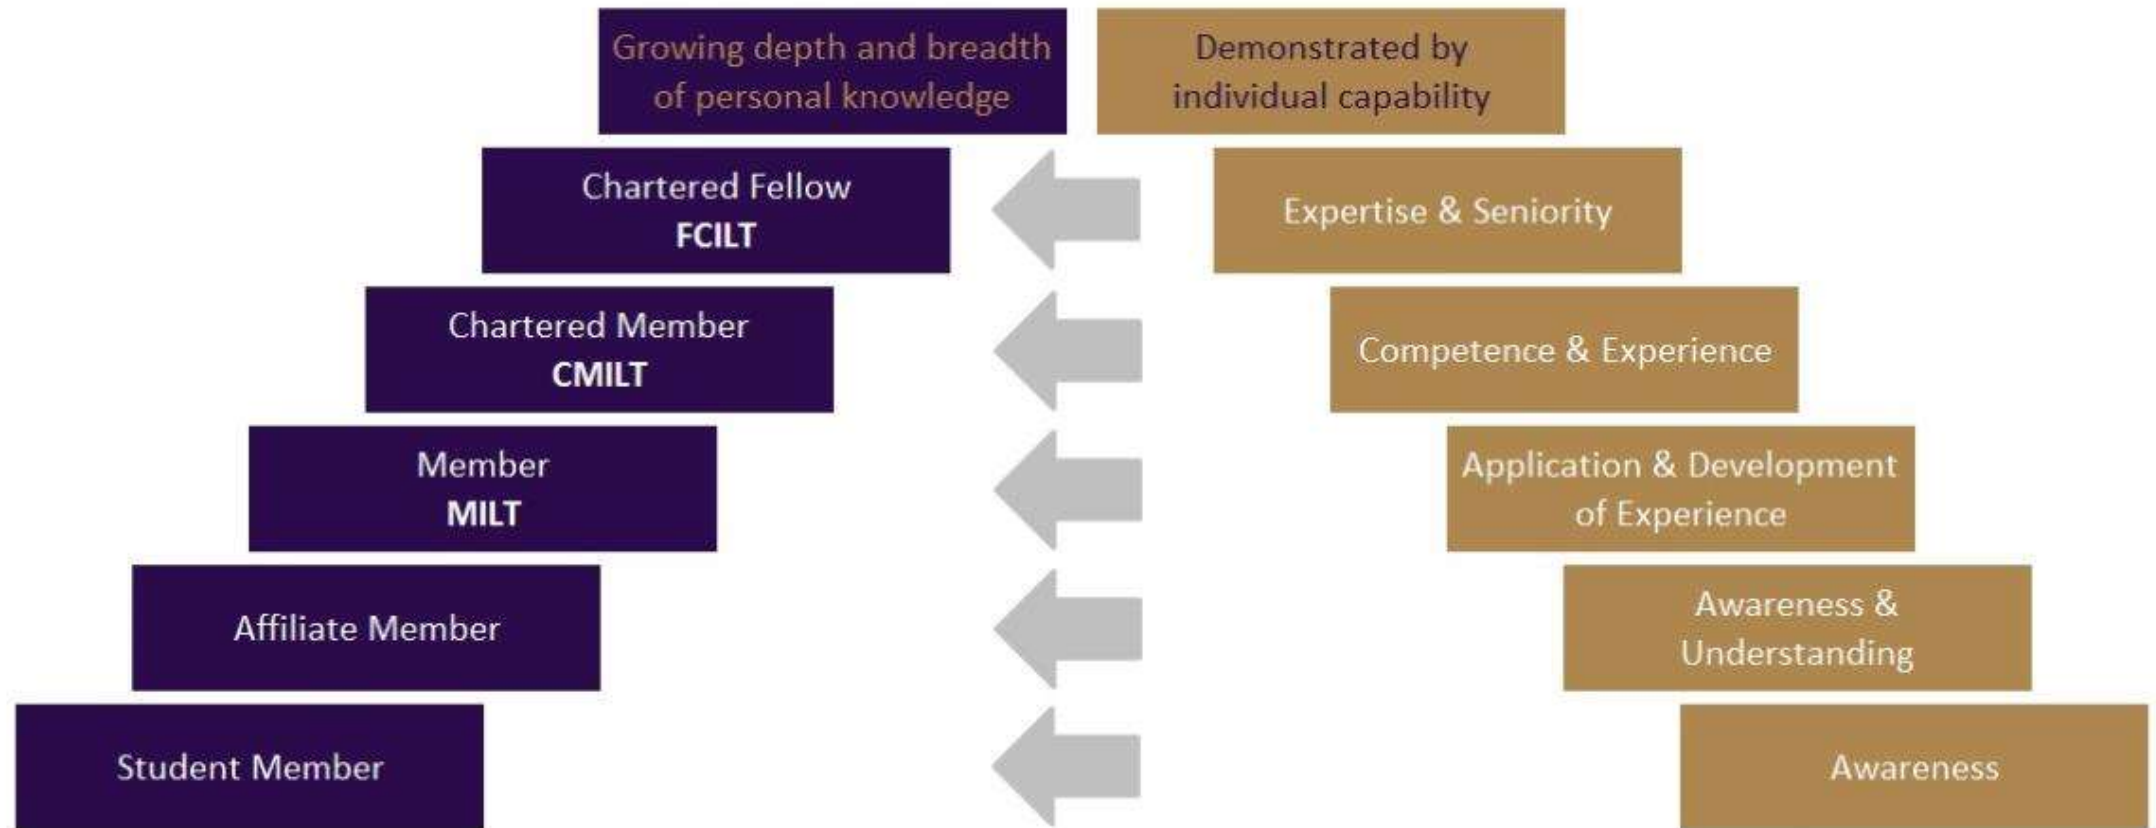 Growing depth and breadth
of personal knowledge
Demonstrated by
individual capability
Chartered Fellow
FCILT
Expertise & Seniority
Chartered Member
CMILT
Competence & Experience
Member
MILT
Application & Development
of Experience
Affiliate Member
Awareness &
Understanding
Student Member
Awareness